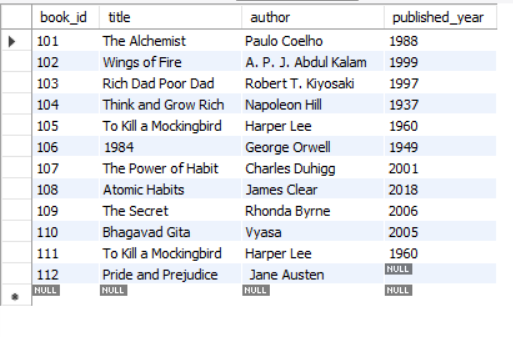 book_id title author published_year
101 The Alchemist Paulo Coelho 1988
102 Wings of Fire A. P. J. Abdul Kalam 1999
103 Rich Dad Poor Dad Robert T. Kiyosaki 1997
104 Think and Grow Rich Napoleon Hill 1937
105 To Kill a Mockingbird Harper Lee 1960
106 1984 George Orwell 1949
107 The Power of Habit Charles Duhigg 2001
108 Atomic Habits James Clear 2018
109 The Secret Rhonda Byrne 2006
110 Bhagavad Gita Vyasa 2005
111 To Kill a Mockingbird Harper Lee 1960
112 Pride and Prejudice Jane Austen NULL
NULL NULL NULL NULL